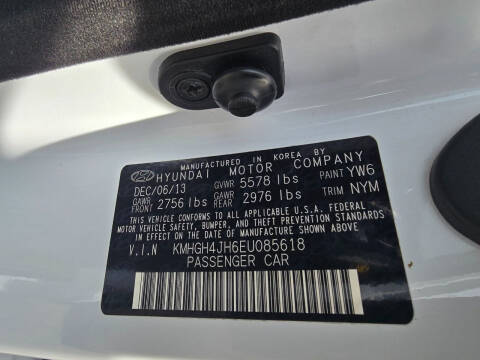 MANUFACTURED IN KOREA BY
HYUNDAI MOTOR COMPANY
DEC/06/13 GVWR 5578 lbs PAINT YW6
GAWR FRONT 2756 lbs GAWR REAR 2976 lbs TRIM NYM
THIS VEHICLE CONFORMS TO ALL APPLICABLE U.S.A. FEDERAL
MOTOR VEHICLE SAFETY, BUMPER, AND THEFT PREVENTION STANDARDS
IN EFFECT ON THE DATE OF MANUFACTURE SHOWN ABOVE.
V.I.N KMHGH4JH6EU085618
PASSENGER CAR